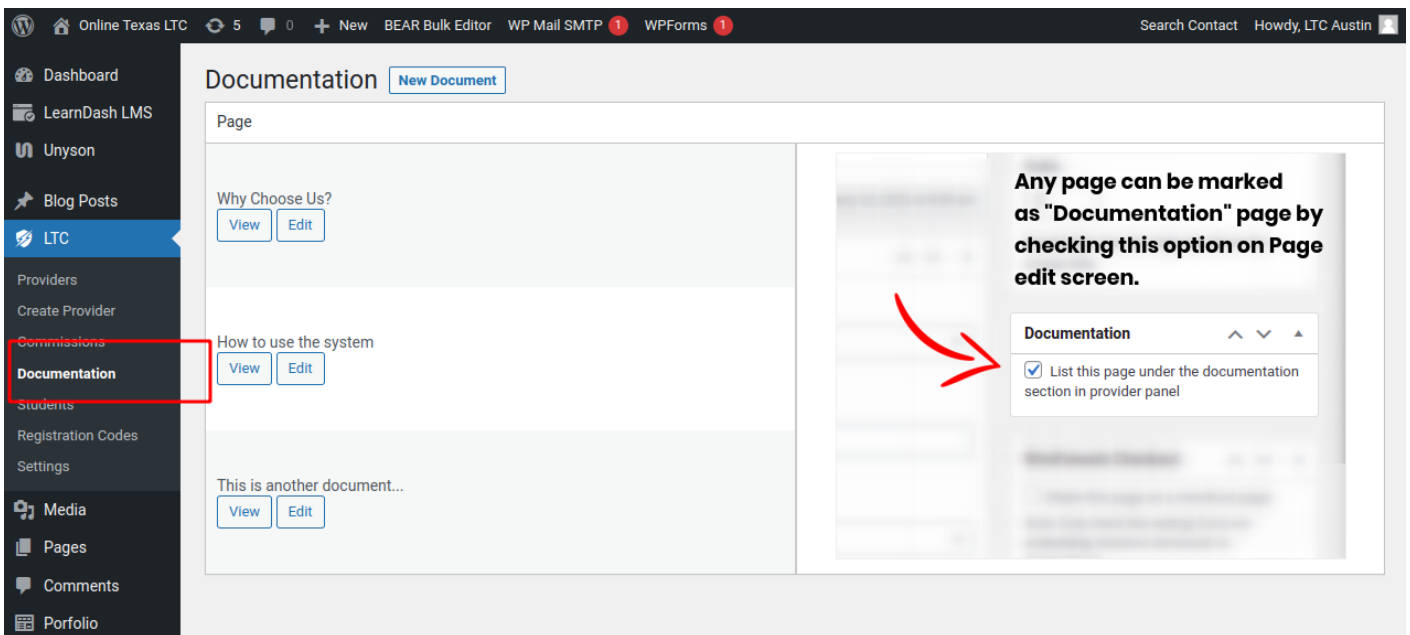 Online Texas LTC 5 0 New BEAR Bulk Editor WP Mail SMTP 1 WPForms 1 Search Contact Howdy, LTC Austin
Dashboard
LearnDash LMS
Unyson
Blog Posts
LTC
Providers
Create Provider
Commissions
Documentation
Students
Registration Codes
Settings
Media
Pages
Comments
Porfolio
Documentation New Document
Page
Why Choose Us?
View Edit
How to use the system
View Edit
This is another document...
View Edit
Any page can be marked
as "Documentation" page by
checking this option on Page
edit screen.
Documentation
List this page under the documentation
section in provider panel